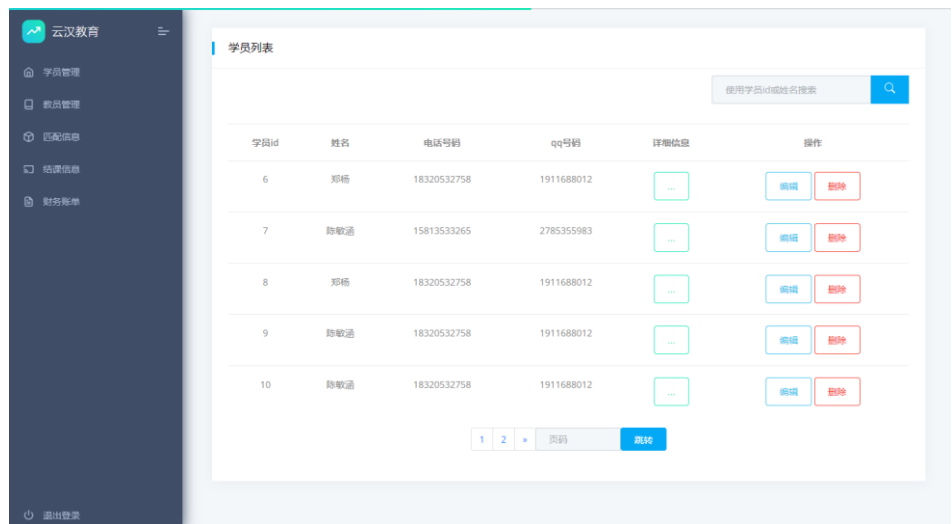 云汉教育
学员管理
教员管理
匹配信息
结课信息
财务账单
退出登录
学员列表
使用学员id或姓名搜索
学员id 姓名 电话号码 qq号码 详细信息 操作
6 郑杨 18320532758 1911688012 ... 编辑 删除
7 陈敏涵 15813533265 2785355983 ... 编辑 删除
8 郑杨 18320532758 1911688012 ... 编辑 删除
9 陈敏涵 18320532758 1911688012 ... 编辑 删除
10 陈敏涵 18320532758 1911688012 ... 编辑 删除
1 2 » 页码 跳转